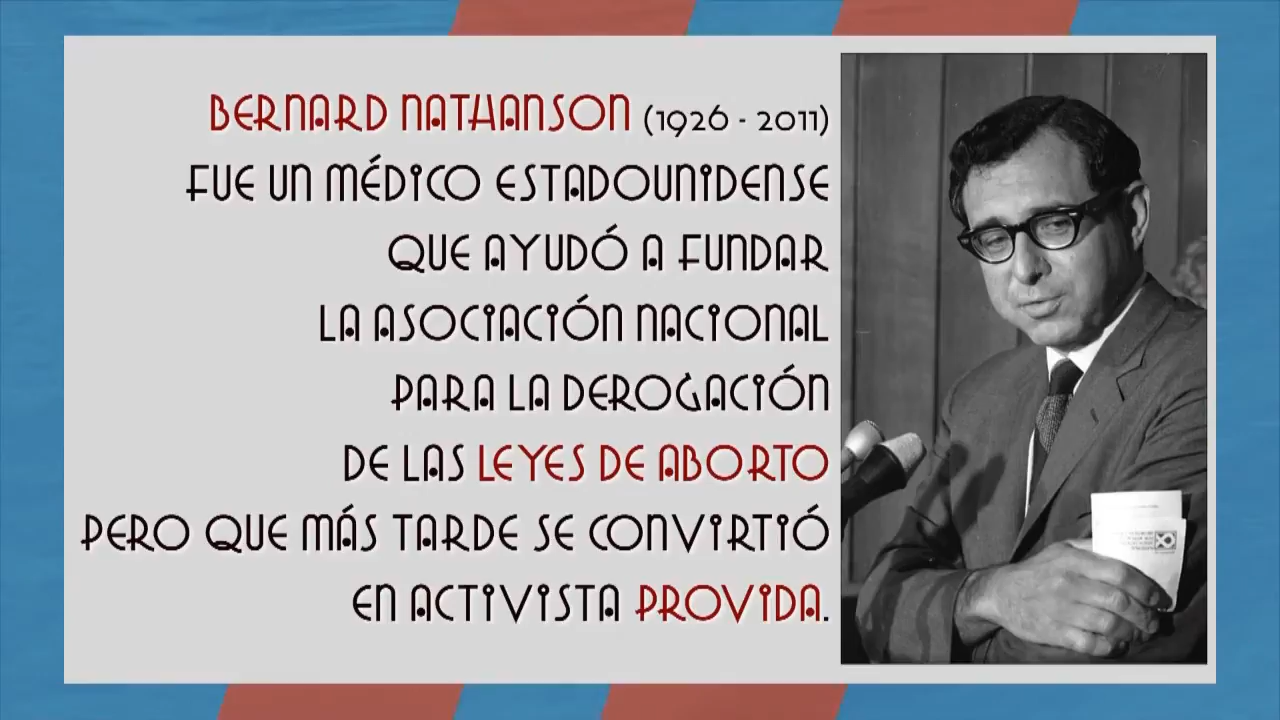 BERNARD NATHANSON (1926 - 2011)
FUE UN MÉDICO ESTADOUNIDENSE
QUE AYUDÓ A FUNDAR
LA ASOCIACIÓN NACIONAL
PARA LA DEROGACIÓN
DE LAS LEYES DE ABORTO
PERO QUE MÁS TARDE SE CONVIRTIÓ
EN ACTIVISTA PROVIDA.